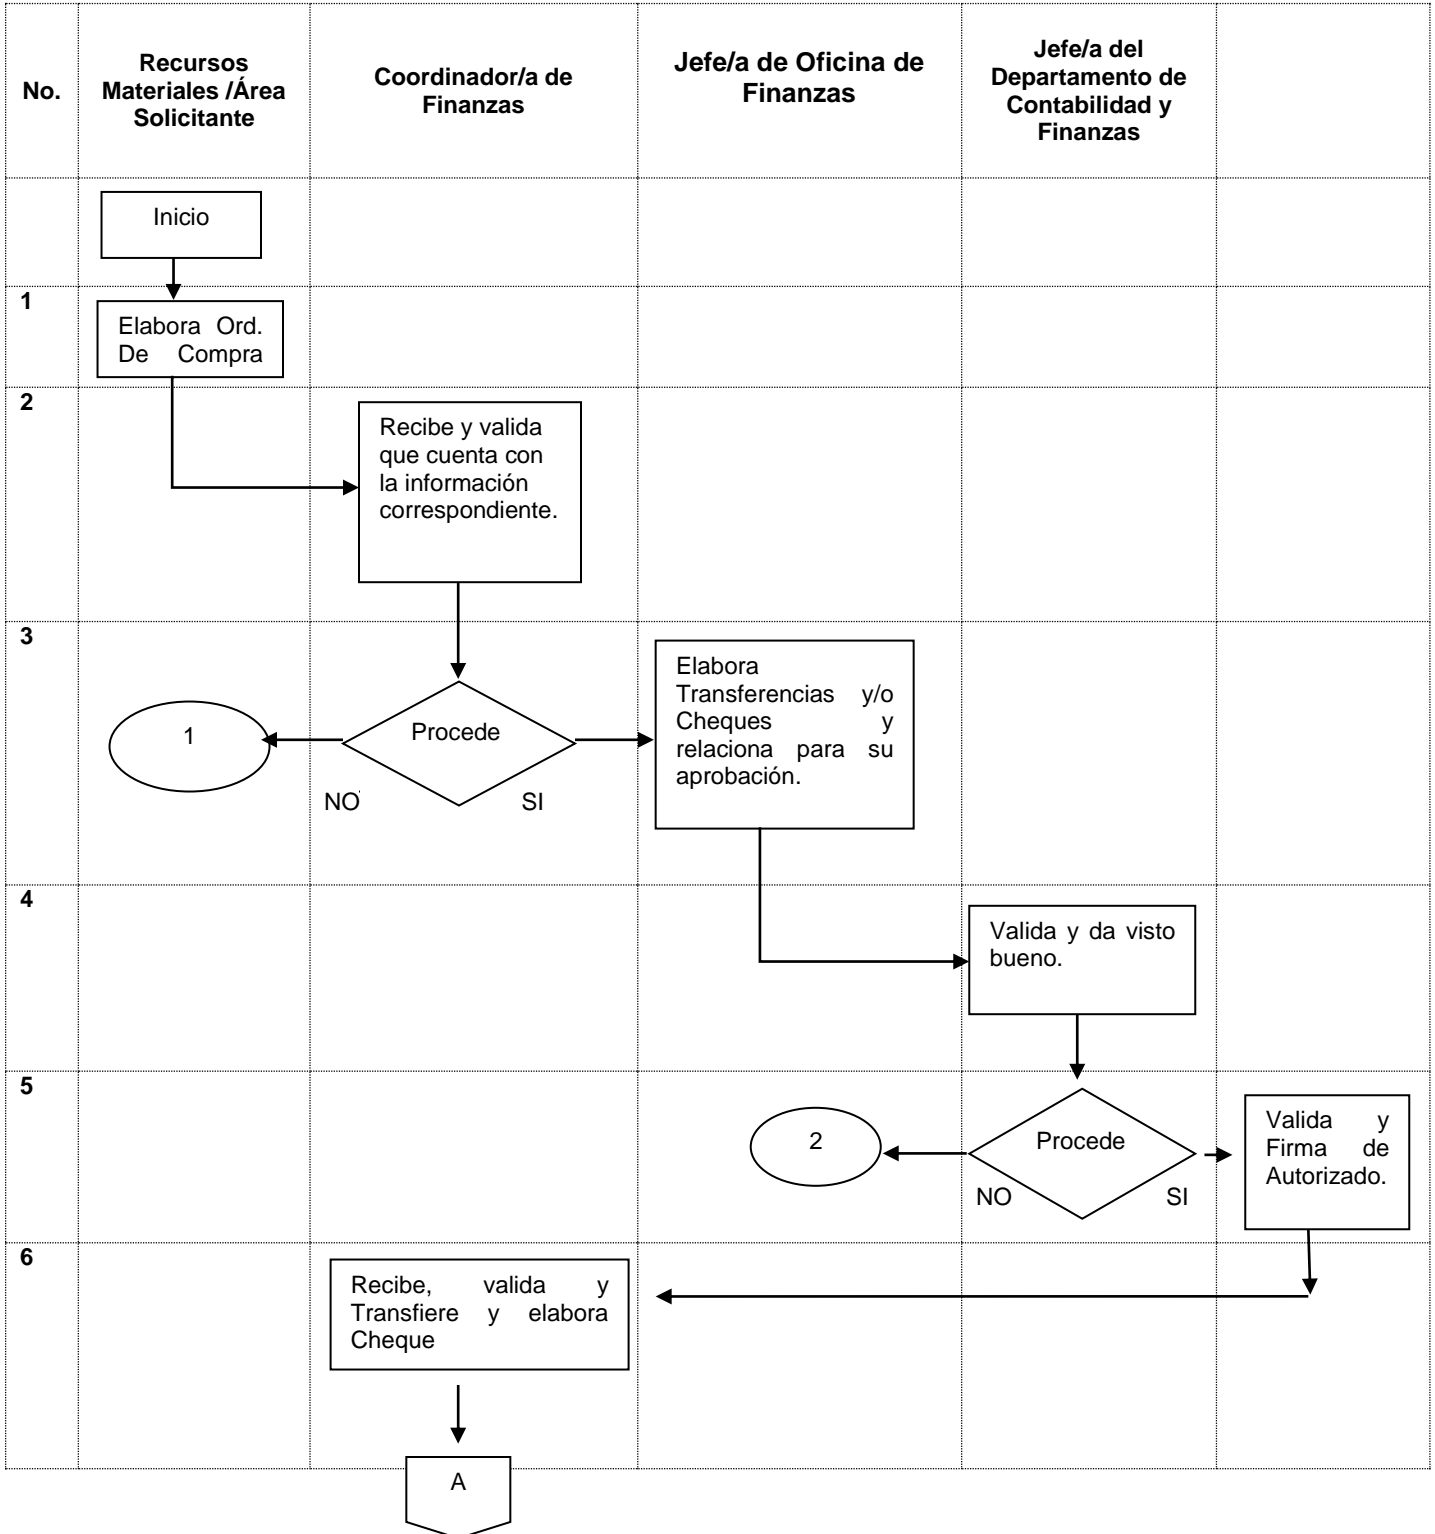 No.
Recursos
Materiales /Área
Solicitante
Coordinador/a de
Finanzas
Jefe/a de Oficina de
Finanzas
Jefe/a del
Departamento de
Contabilidad y
Finanzas
Inicio
1
Elabora Ord.
De Compra
2
Recibe y valida
que cuenta con
la información
correspondiente.
3
1
Procede
NO
SI
Elabora
Transferencias y/o
Cheques y
relaciona para su
aprobación.
4
Valida y da visto
bueno.
5
2
Procede
NO
SI
Valida y
Firma de
Autorizado.
6
Recibe, valida y
Transfiere y elabora
Cheque
A